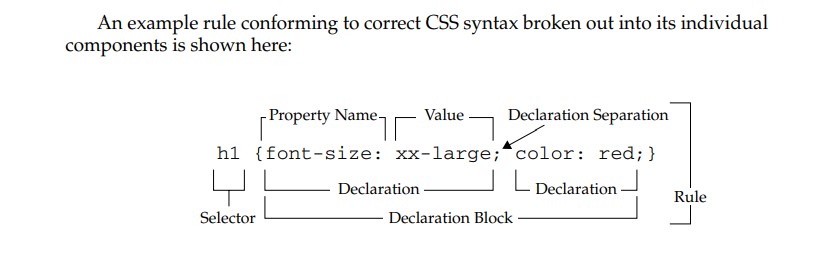 An example rule conforming to correct CSS syntax broken out into its individual
components is shown here:
Property Name Value Declaration Separation
h1 {font-size: xx-large; color: red;}
Declaration Declaration
Rule
Selector Declaration Block